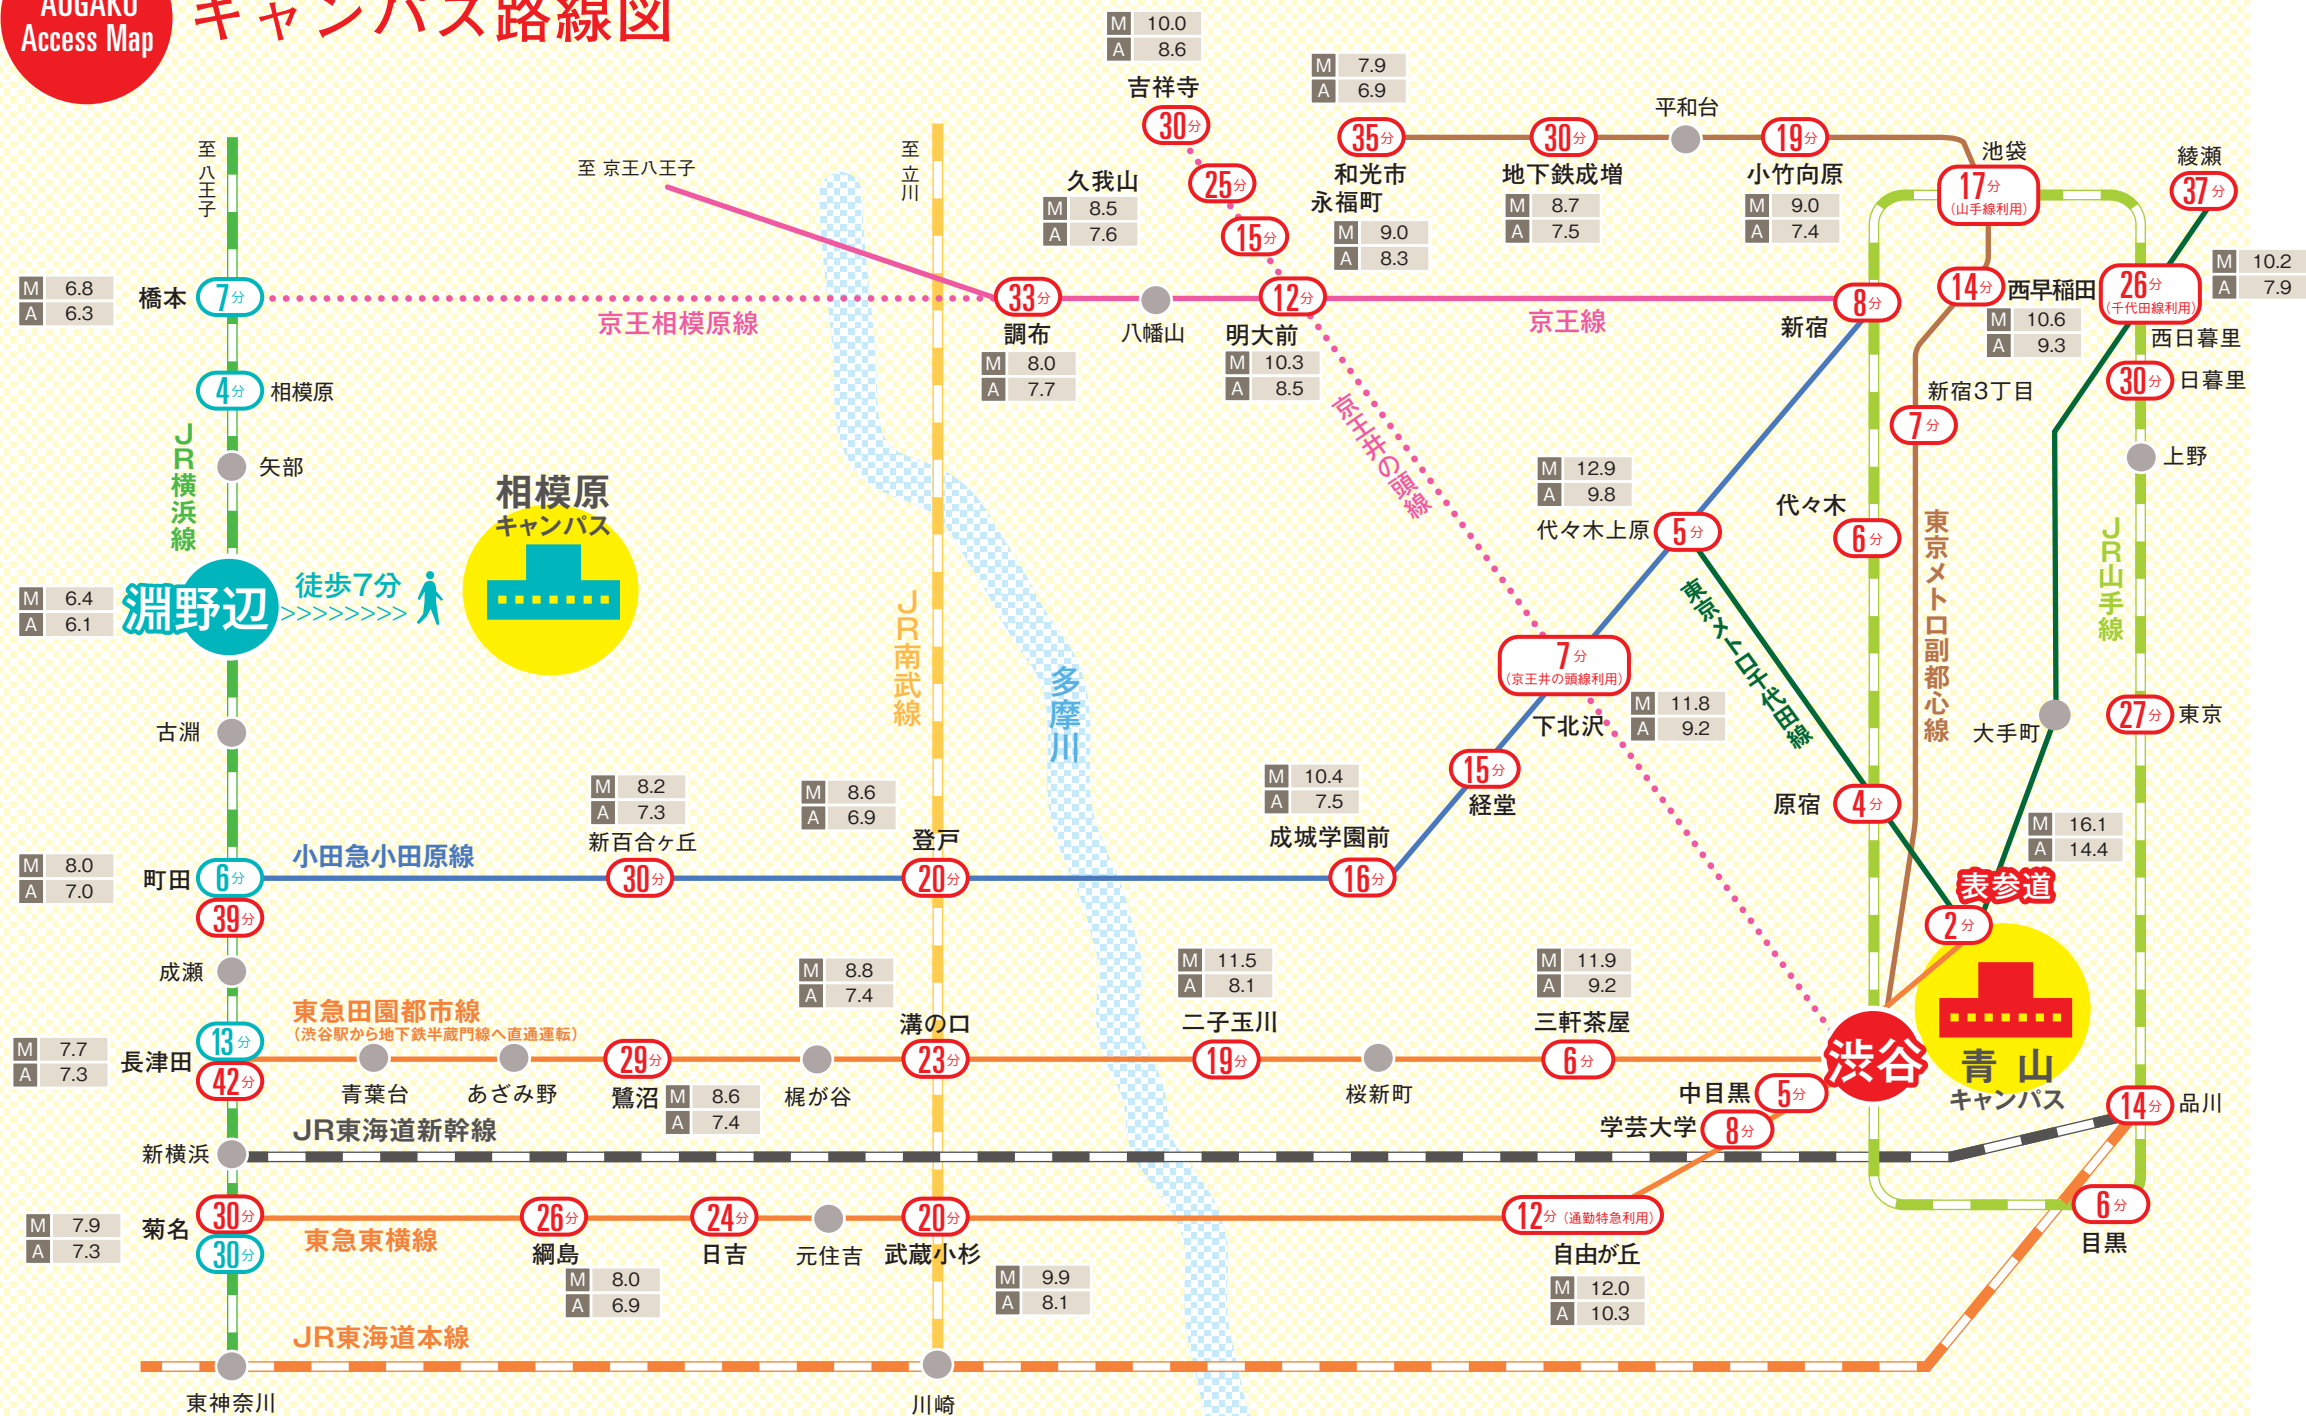 AOGAKU
Access Map
キャンパス路線図
M 10.0
A 8.6
吉祥寺
30分
M 7.9
A 6.9
35分
和光市
30分
地下鉄成増
M 8.7
A 7.5
平和台
19分
小竹向原
M 9.0
A 7.4
池袋
17分
(山手線利用)
綾瀬
37分
至 八王子
至 京王八王子
至 立川
久我山
25分
M 8.5
A 7.6
永福町
15分
M 9.0
A 8.3
M 6.8
A 6.3
橋本
7分
京王相模原線
33分
調布
M 8.0
A 7.7
八幡山
12分
明大前
M 10.3
A 8.5
京王線
8分
新宿
14分
西早稲田
M 10.6
A 9.3
26分
(千代田線利用)
西日暮里
M 10.2
A 7.9
30分
日暮里
4分
相模原
新宿3丁目
7分
京王井の頭線
JR横浜線
矢部
上野
相模原
キャンパス
M 12.9
A 9.8
代々木上原
5分
代々木
6分
東京メトロ副都心線
JR山手線
M 6.4
A 6.1
淵野辺
徒歩7分
>>>>>>>>
JR南武線
多摩川
東京メトロ千代田線
7分
(京王井の頭線利用)
下北沢
M 11.8
A 9.2
古淵
大手町
27分
東京
15分
経堂
M 8.2
A 7.3
新百合ヶ丘
30分
M 8.6
A 6.9
登戸
20分
M 10.4
A 7.5
成城学園前
16分
原宿
4分
M 16.1
A 14.4
表参道
2分
M 8.0
A 7.0
町田
6分
39分
小田急小田原線
成瀬
東急田園都市線
(渋谷駅から地下鉄半蔵門線へ直通運転)
M 7.7
A 7.3
長津田
13分
42分
青葉台
あざみ野
29分
鷺沼
M 8.6
A 7.4
梶が谷
M 8.8
A 7.4
溝の口
23分
M 11.5
A 8.1
二子玉川
19分
桜新町
M 11.9
A 9.2
三軒茶屋
6分
渋谷
青山
キャンパス
中目黒
5分
学芸大学
8分
14分
品川
JR東海道新幹線
新横浜
M 7.9
A 7.3
菊名
30分
30分
東急東横線
26分
綱島
M 8.0
A 6.9
24分
日吉
元住吉
20分
武蔵小杉
M 9.9
A 8.1
12分(通勤特急利用)
自由が丘
M 12.0
A 10.3
6分
目黒
JR東海道本線
東神奈川
川崎